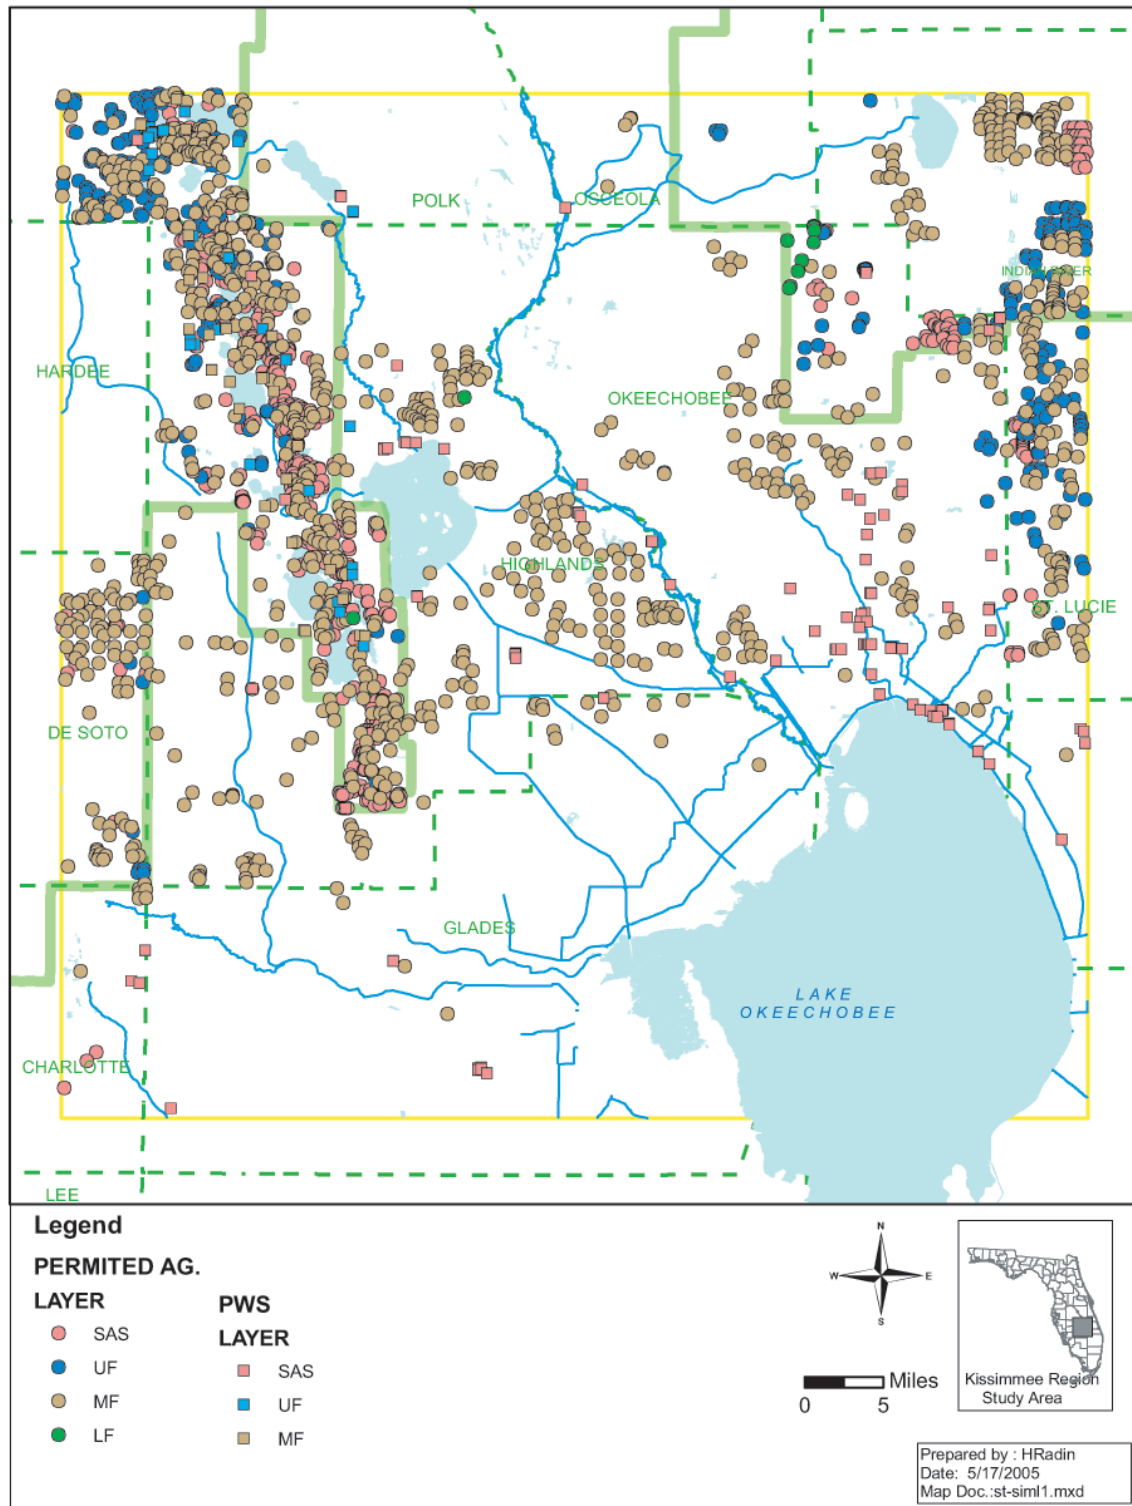 POLK
OSCEOLA
INDIAN RIVER
HARDEE
OKEECHOBEE
HIGHLANDS
ST. LUCIE
DE SOTO
GLADES
LAKE
OKEECHOBEE
CHARLOTTE
LEE
Legend
PERMITED AG.
LAYER
SAS
UF
MF
LF
PWS
LAYER
SAS
UF
MF
N
W
E
S
Miles
0 5
Kissimmee Region
Study Area
Prepared by : HRadin
Date: 5/17/2005
Map Doc.:st-siml1.mxd